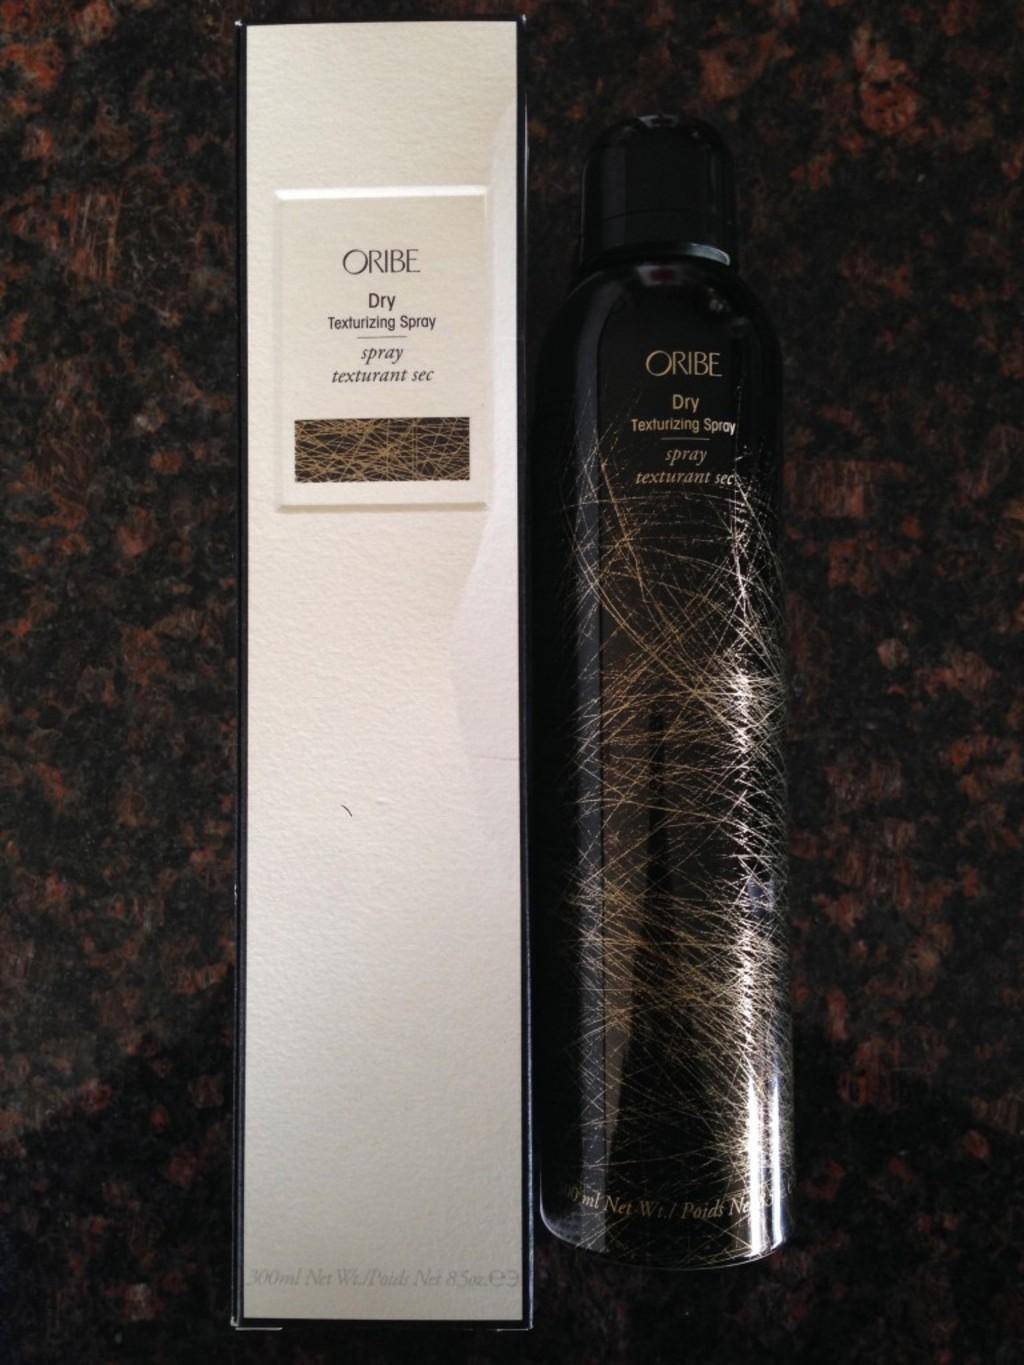 ORIBE
Dry
Texturizing Spray
spray
texturant sec
300ml Net Wt./Poids Net 8.5oz.
ORIBE
Dry
Texturizing Spray
spray
texturant sec
ml Net Wt./ Poids Ne